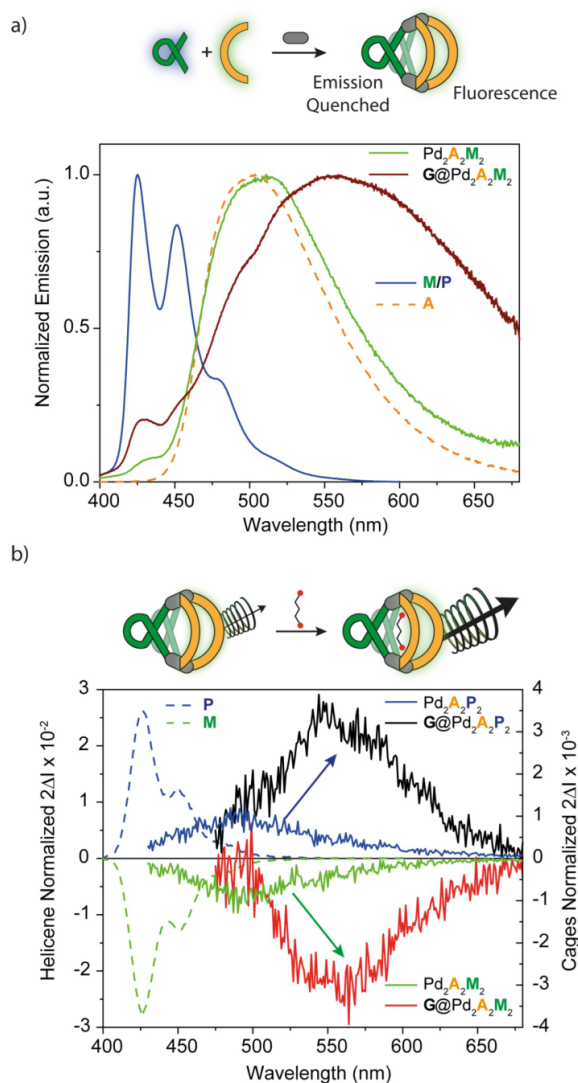 a)
+
Emission
Quenched
Fluorescence
Pd₂A₂M₂
G@Pd₂A₂M₂
M/P
A
Normalized Emission (a.u.)
1.0
0.5
0.0
400 450 500 550 600 650
Wavelength (nm)
b)
P
M
Pd₂A₂P₂
G@Pd₂A₂P₂
Helicene Normalized 2ΔI x 10⁻²
3
2
1
0
-1
-2
-3
Cages Normalized 2ΔI x 10⁻³
4
3
2
1
0
-1
-2
-3
-4
Pd₂A₂M₂
G@Pd₂A₂M₂
400 450 500 550 600 650
Wavelength (nm)